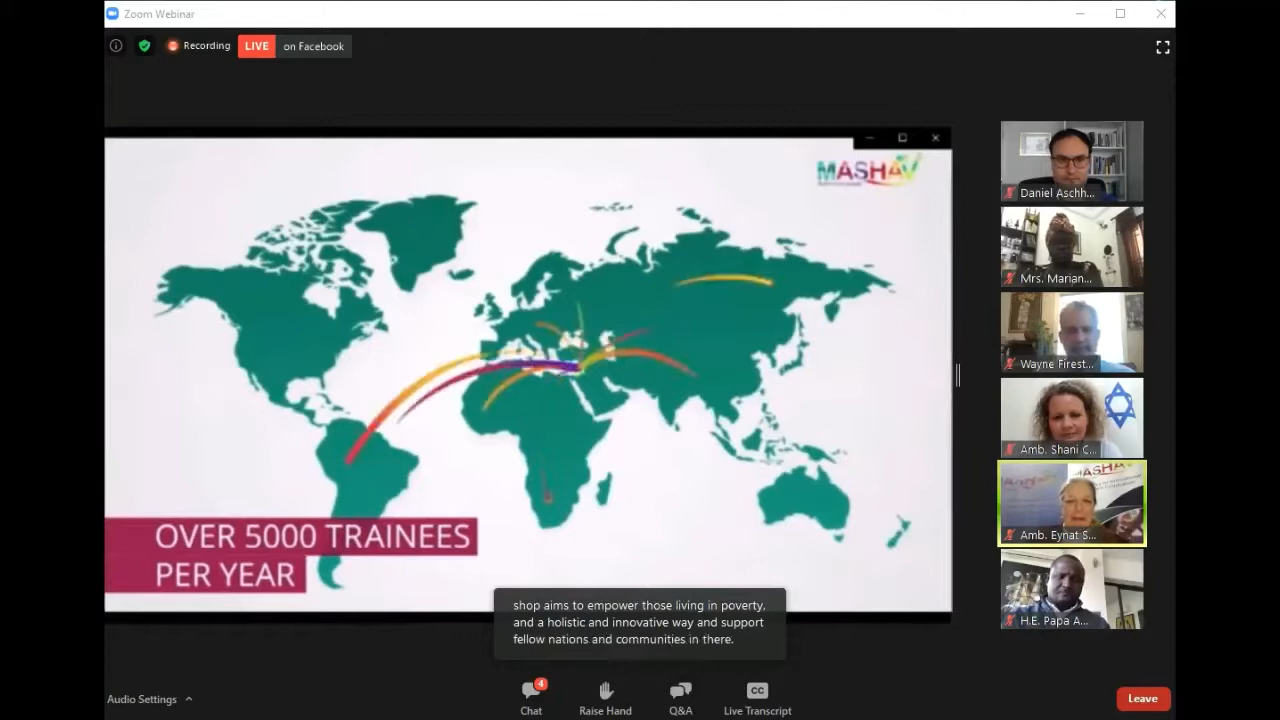 Zoom Webinar
Recording
LIVE
on Facebook
MASHAV
OVER 5000 TRAINEES
PER YEAR
Daniel Aschh...
Mrs. Marian...
Wayne Firest...
Amb. Shani C...
MASHAV
Amb. Eynat S...
H.E. Papa A...
shop aims to empower those living in poverty,
and a holistic and innovative way and support
fellow nations and communities in there.
Audio Settings
4
Chat
Raise Hand
Q&A
CC
Live Transcript
Leave